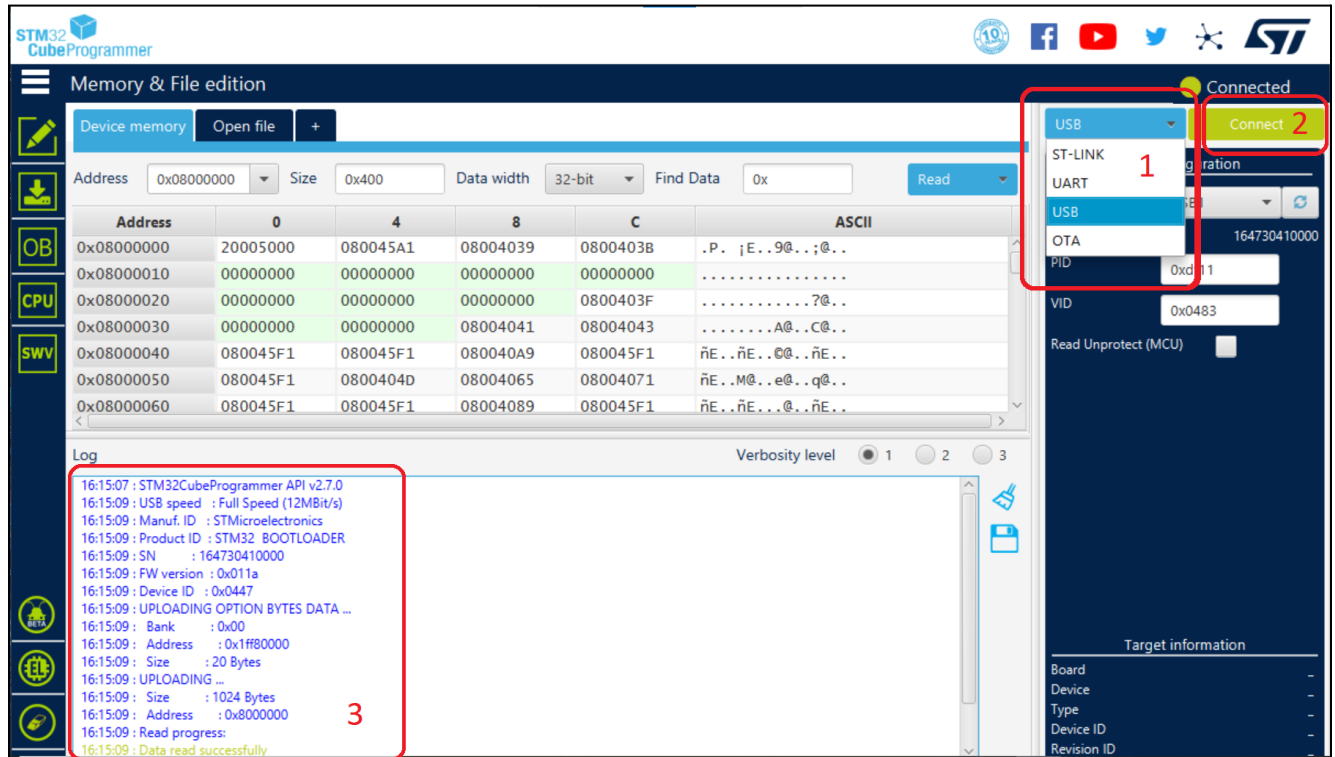 STM32
CubeProgrammer
10
ST
Memory & File edition
Connected
Device memory Open file +
USB Connect 2
ST-LINK
UART
USB
OTA
1
Address 0x08000000 Size 0x400 Data width 32-bit Find Data 0x Read
Address 0 4 8 C ASCII
0x08000000 20005000 080045A1 08004039 0800403B .P. ¡E..9@..;@..
0x08000010 00000000 00000000 00000000 00000000 ................
0x08000020 00000000 00000000 00000000 0800403F ............?@..
0x08000030 00000000 00000000 08004041 08004043 ........A@..C@..
0x08000040 080045F1 080045F1 080040A9 080045F1 ñE..ñE..©@..ñE..
0x08000050 080045F1 0800404D 08004065 08004071 ñE..M@..e@..q@..
0x08000060 080045F1 080045F1 08004089 080045F1 ñE..ñE...@..ñE..
164730410000
PID
VID 0x0483
Read Unprotect (MCU)
OB
CPU
SWV
BETA
Log Verbosity level 1 2 3
16:15:07 : STM32CubeProgrammer API v2.7.0
16:15:09 : USB speed : Full Speed (12MBit/s)
16:15:09 : Manuf. ID : STMicroelectronics
16:15:09 : Product ID : STM32 BOOTLOADER
16:15:09 : SN : 164730410000
16:15:09 : FW version : 0x011a
16:15:09 : Device ID : 0x0447
16:15:09 : UPLOADING OPTION BYTES DATA ...
16:15:09 : Bank : 0x00
16:15:09 : Address : 0x1ff80000
16:15:09 : Size : 20 Bytes
16:15:09 : UPLOADING ...
16:15:09 : Size : 1024 Bytes
16:15:09 : Address : 0x8000000
16:15:09 : Read progress:
16:15:09 : Data read successfully
3
Target information
Board -
Device -
Type -
Device ID -
Revision ID -